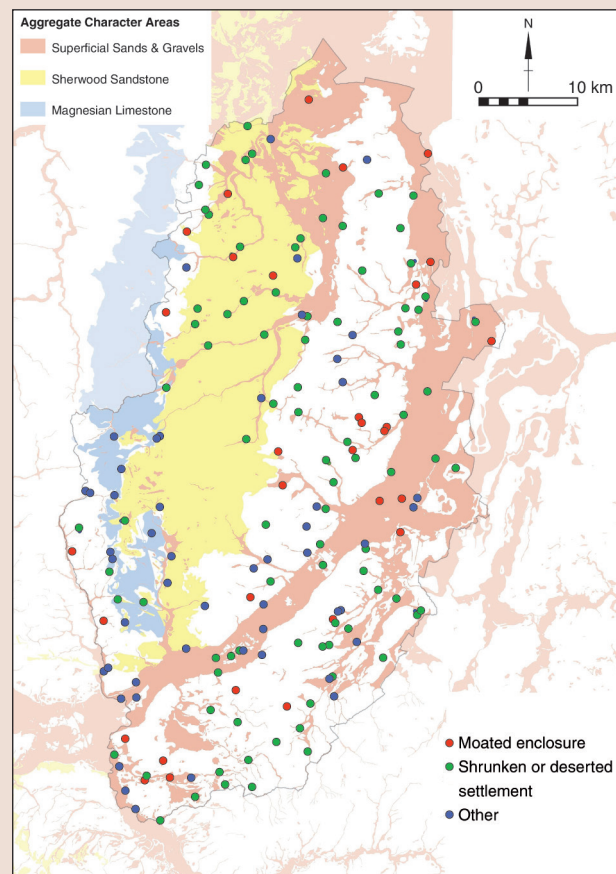 Aggregate Character Areas
Superficial Sands & Gravels
Sherwood Sandstone
Magnesian Limestone
N
0 10 km
Moated enclosure
Shrunken or deserted
settlement
Other